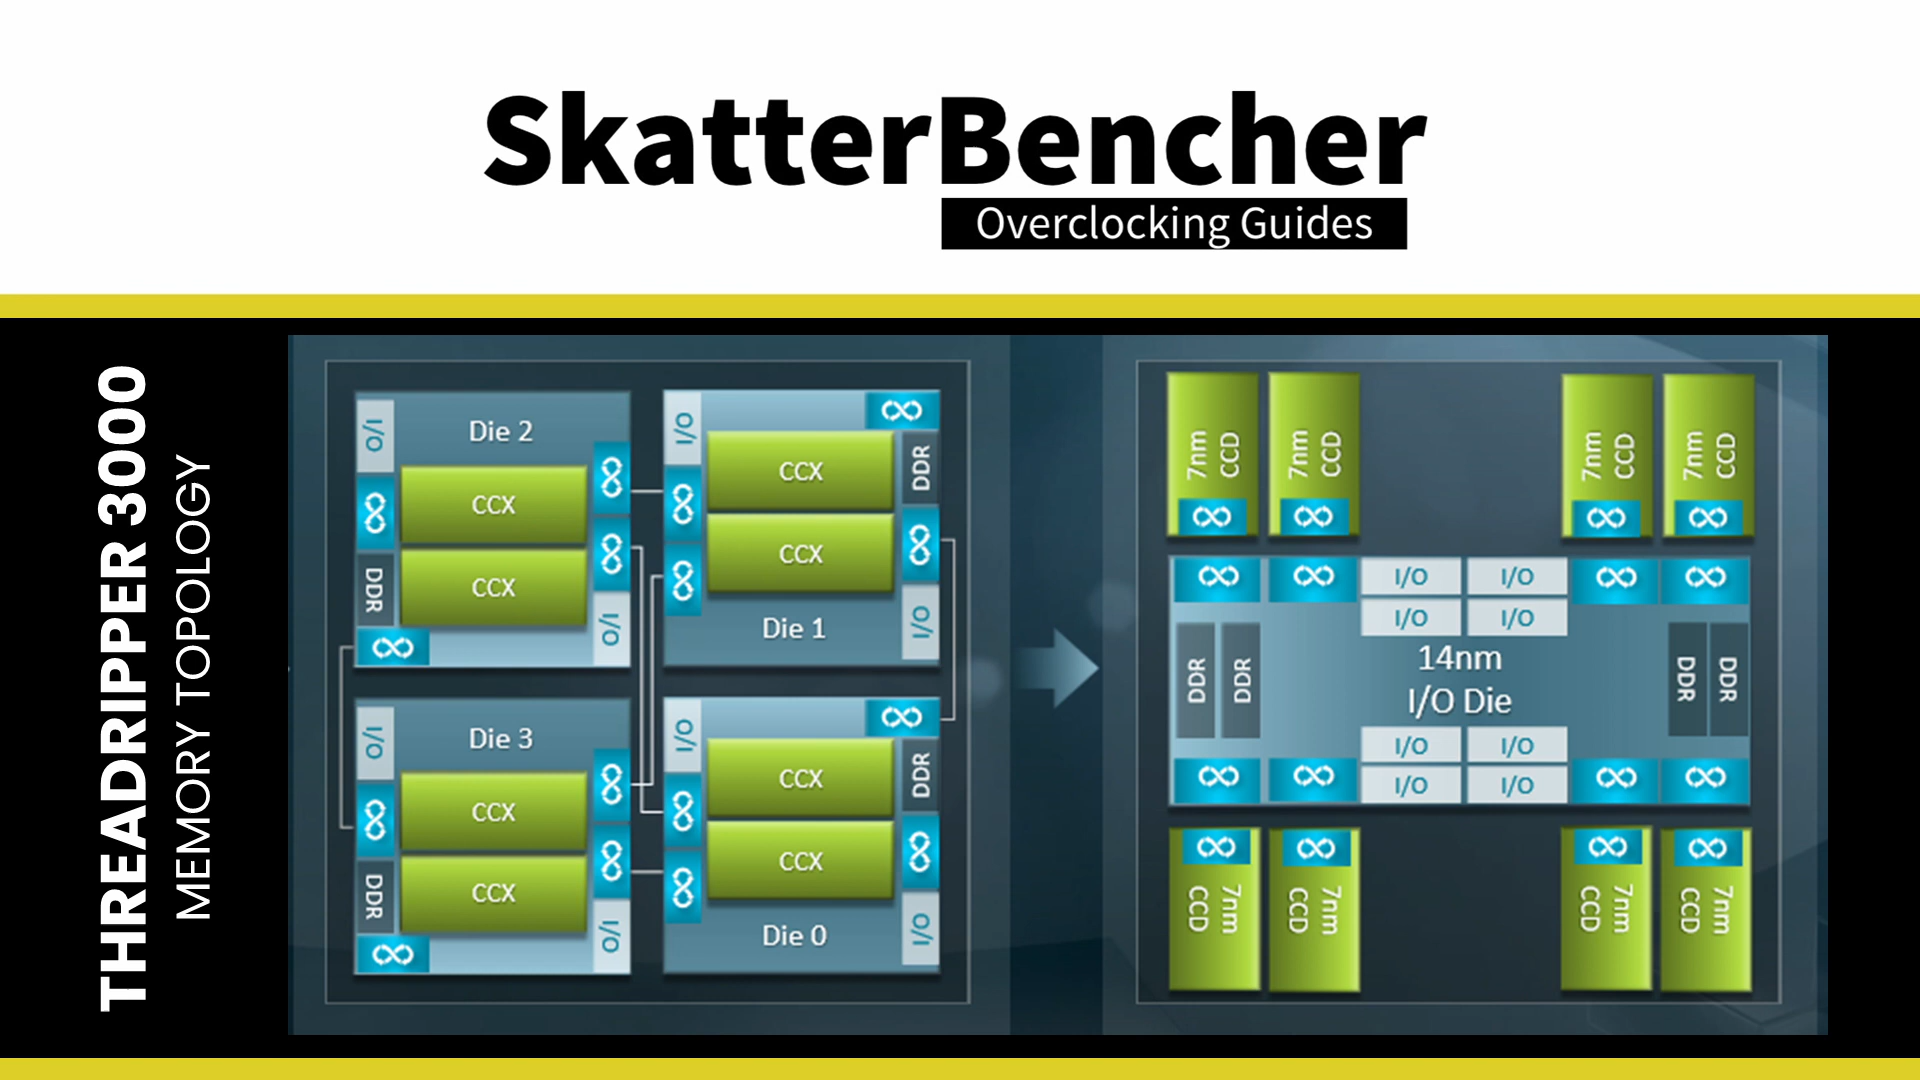 SkatterBencher
Overclocking Guides
THREADRIPPER 3000
MEMORY TOPOLOGY
I/O
Die 2
CCX
CCX
DDR
I/O
I/O
CCX
CCX
DDR
Die 1
I/O
I/O
Die 3
CCX
CCX
DDR
I/O
I/O
CCX
CCX
DDR
Die 0
I/O
7nm
CCD
7nm
CCD
7nm
CCD
7nm
CCD
I/O
I/O
I/O
I/O
DDR
DDR
14nm
I/O Die
DDR
DDR
I/O
I/O
I/O
I/O
7nm
CCD
7nm
CCD
7nm
CCD
7nm
CCD